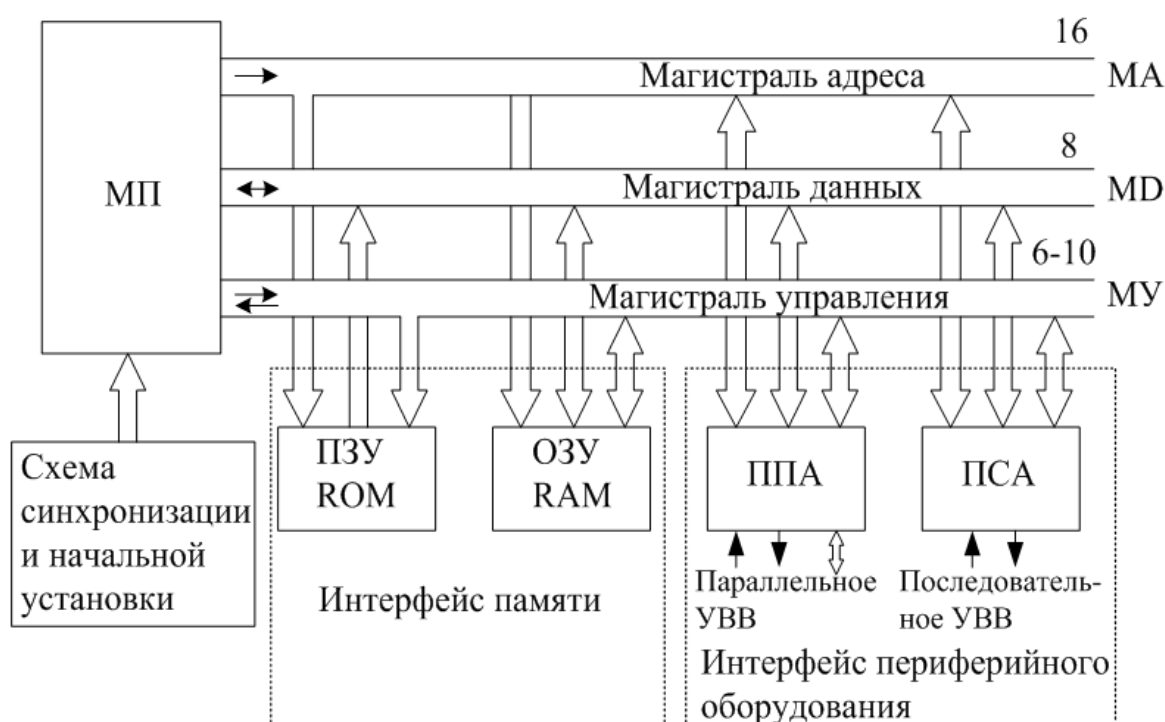 16
Магистраль адреса
МА
МП
8
Магистраль данных
MD
6-10
Магистраль управления
МУ
Схема
синхронизации
и начальной
установки
ПЗУ
ROM
ОЗУ
RAM
ППА
ПСА
Параллельное
УВВ
Последователь-
ное УВВ
Интерфейс памяти
Интерфейс периферийного
оборудования